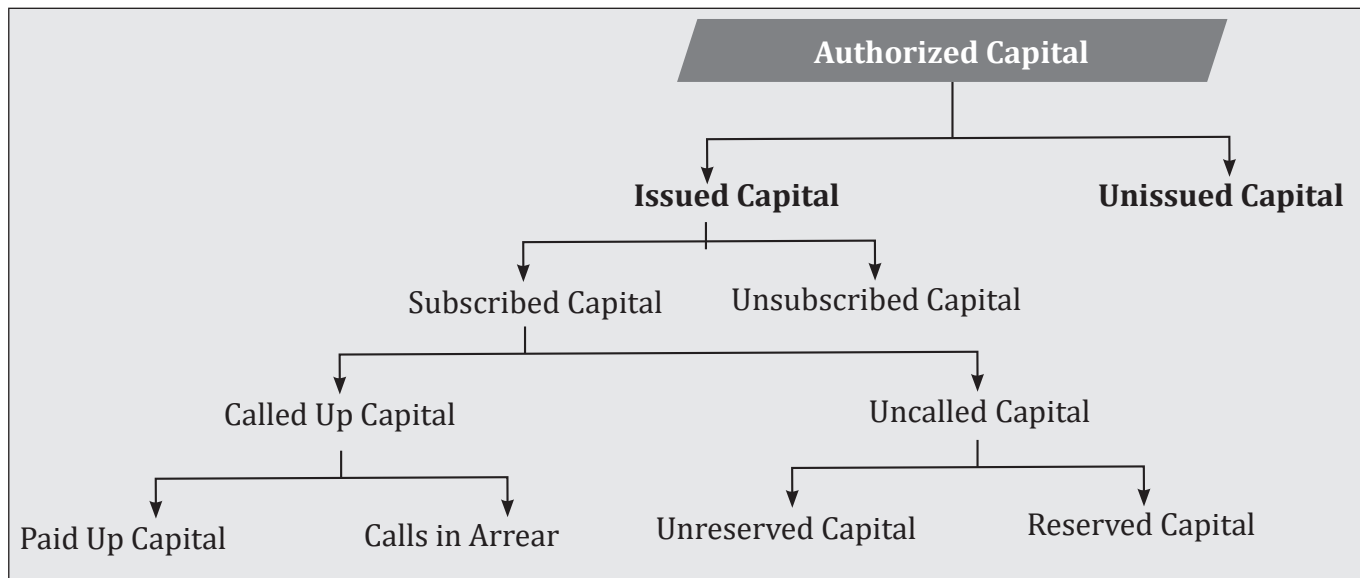 Authorized Capital
Issued Capital
Unissued Capital
Subscribed Capital
Unsubscribed Capital
Called Up Capital
Uncalled Capital
Paid Up Capital
Calls in Arrear
Unreserved Capital
Reserved Capital